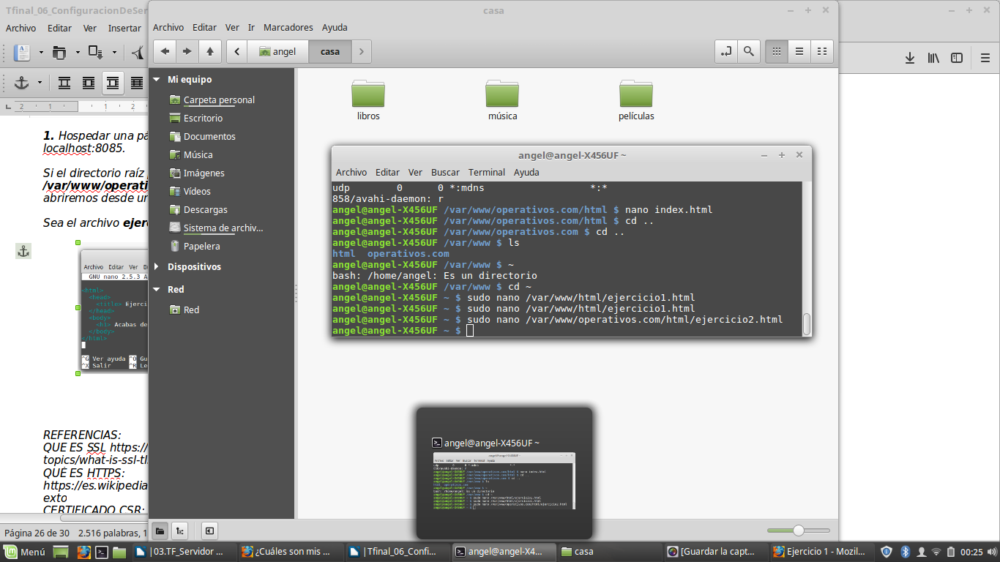 Tfinal_06_ConfiguracionDeSer
Archivo Editar Ver Insertar
1. Hospedar una pá
localhost:8085.
Si el directorio raíz
/var/www/operati
abriremos desde ur
Sea el archivo ejer
Archivo Editar Ver B
GNU nano 2.5.3 A
<html>
<head>
<title> Ejerci
</head>
<body>
<h1> Acabas de
</body>
</html>
^G Ver ayuda ^O Gu
^X Salir ^R Le
REFERENCIAS:
QUE ES SSL https://
topics/what-is-ssl-tl
QUÉ ES HTTPS:
https://es.wikipedia
exto
CERTIFICADO CSR:
Página 26 de 30 2.516 palabras, 1
casa
Archivo Editar Ver Ir Marcadores Ayuda
angel casa
Mi equipo
Carpeta personal
Escritorio
Documentos
Música
Imágenes
Vídeos
Descargas
Sistema de archiv...
Papelera
Dispositivos
Red
Red
libros música películas
angel@angel-X456UF ~
Archivo Editar Ver Buscar Terminal Ayuda
udp 0 0 *:mdns *:*
858/avahi-daemon: r
angel@angel-X456UF /var/www/operativos.com/html $ nano index.html
angel@angel-X456UF /var/www/operativos.com/html $ cd ..
angel@angel-X456UF /var/www/operativos.com $ cd ..
angel@angel-X456UF /var/www $ ls
html operativos.com
angel@angel-X456UF /var/www $ ~
bash: /home/angel: Es un directorio
angel@angel-X456UF /var/www $ cd ~
angel@angel-X456UF ~ $ sudo nano /var/www/html/ejercicio1.html
angel@angel-X456UF ~ $ sudo nano /var/www/html/ejercicio1.html
angel@angel-X456UF ~ $ sudo nano /var/www/operativos.com/html/ejercicio2.html
angel@angel-X456UF ~ $
angel@angel-X456UF ~
Menú |03.TF_Servidor ... ¿Cuáles son mis ... |Tfinal_06_Confi... angel@angel-X4... casa [Guardar la capt... Ejercicio 1 - Mozil... 00:25